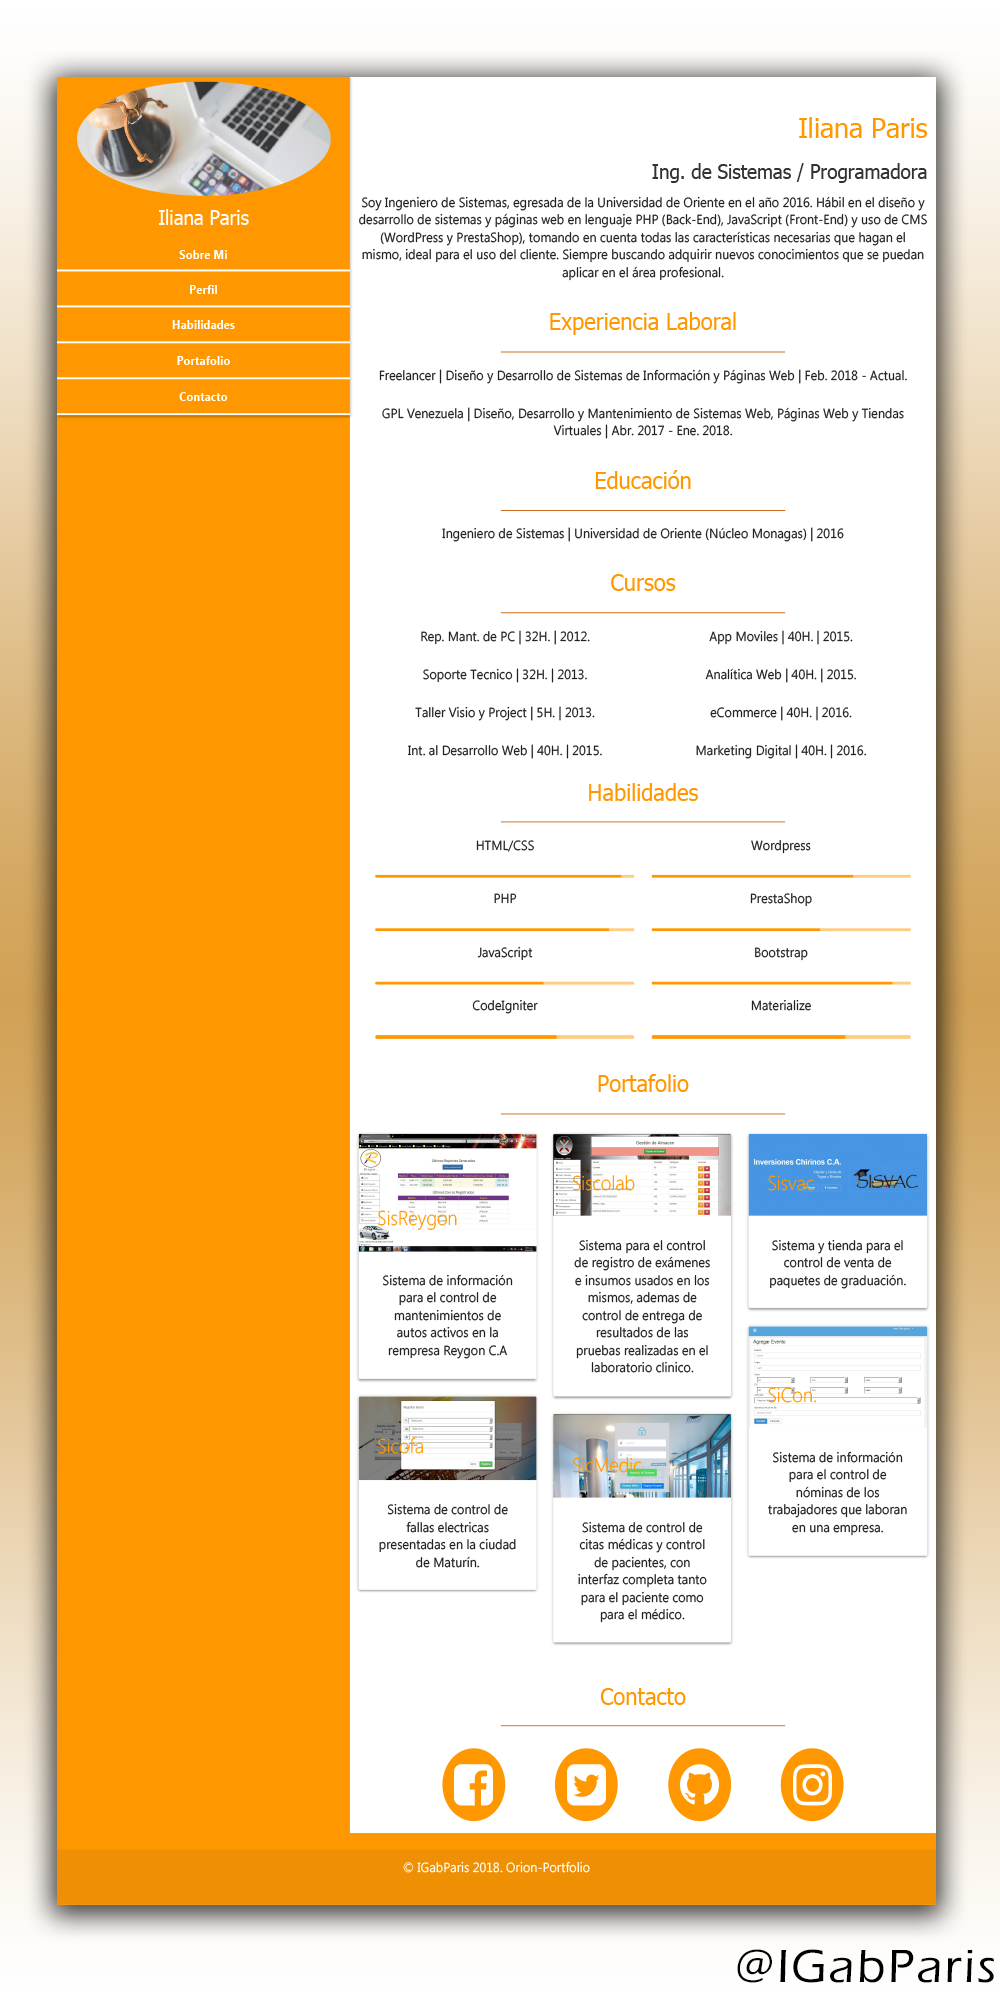 Iliana Paris
Sobre Mi
Perfil
Habilidades
Portafolio
Contacto
Iliana Paris
Ing. de Sistemas / Programadora
Soy Ingeniero de Sistemas, egresada de la Universidad de Oriente en el año 2016. Hábil en el diseño y
desarrollo de sistemas y páginas web en lenguaje PHP (Back-End), JavaScript (Front-End) y uso de CMS
(WordPress y PrestaShop), tomando en cuenta todas las características necesarias que hagan el
mismo, ideal para el uso del cliente. Siempre buscando adquirir nuevos conocimientos que se puedan
aplicar en el área profesional.
Experiencia Laboral
Freelancer | Diseño y Desarrollo de Sistemas de Información y Páginas Web | Feb. 2018 - Actual.
GPL Venezuela | Diseño, Desarrollo y Mantenimiento de Sistemas Web, Páginas Web y Tiendas
Virtuales | Abr. 2017 - Ene. 2018.
Educación
Ingeniero de Sistemas | Universidad de Oriente (Núcleo Monagas) | 2016
Cursos
Rep. Mant. de PC | 32H. | 2012.
App Moviles | 40H. | 2015.
Soporte Tecnico | 32H. | 2013.
Analítica Web | 40H. | 2015.
Taller Visio y Project | 5H. | 2013.
eCommerce | 40H. | 2016.
Int. al Desarrollo Web | 40H. | 2015.
Marketing Digital | 40H. | 2016.
Habilidades
HTML/CSS
Wordpress
PHP
PrestaShop
JavaScript
Bootstrap
CodeIgniter
Materialize
Portafolio
SisReygon
Sistema de información
para el control de
mantenimientos de
autos activos en la
rempresa Reygon C.A
Sicofa
Sistema de control de
fallas electricas
presentadas en la ciudad
de Maturín.
Gestión de Almacen
Siscolab
Sistema para el control
de registro de exámenes
e insumos usados en los
mismos, ademas de
control de entrega de
resultados de las
pruebas realizadas en el
laboratorio clinico.
SicMedic
Sistema de control de
citas médicas y control
de pacientes, con
interfaz completa tanto
para el paciente como
para el médico.
Inversiones Chirinos C.A.
Sisvac
SISVAC
Sistema y tienda para el
control de venta de
paquetes de graduación.
Agregar Evento
SiCon.
Sistema de información
para el control de
nóminas de los
trabajadores que laboran
en una empresa.
Contacto
© IGabParis 2018. Orion-Portfolio
@IGabParis